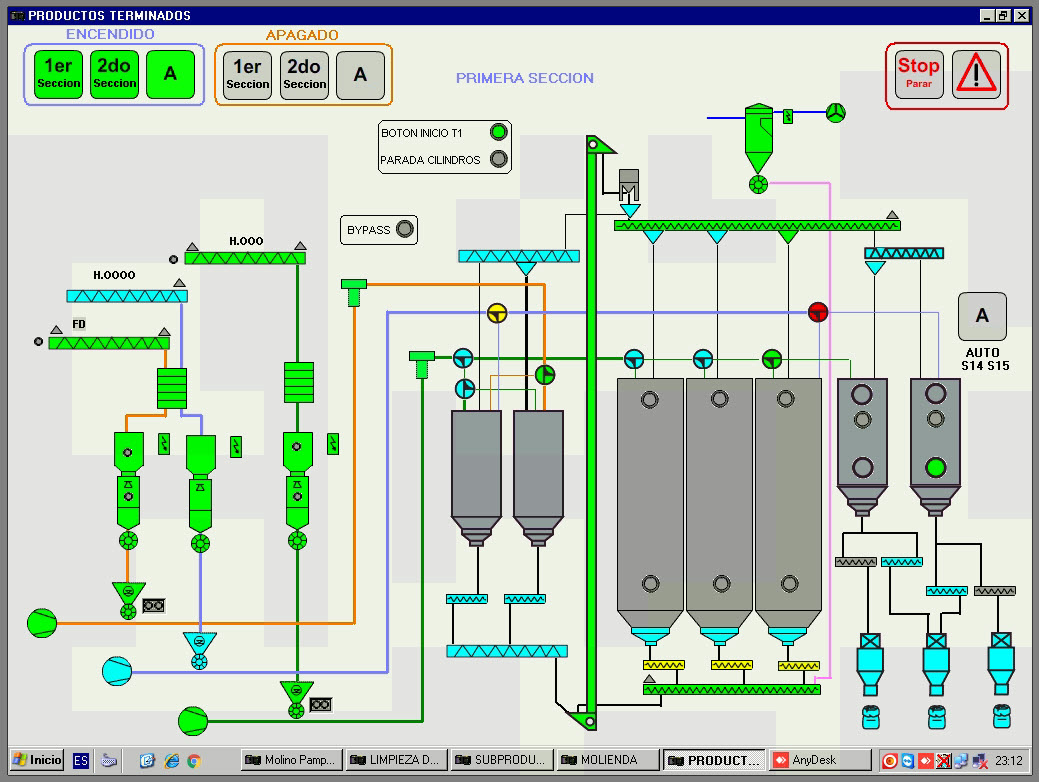 PRODUCTOS TERMINADOS
ENCENDIDO
APAGADO
1er
Seccion
2do
Seccion
A
1er
Seccion
2do
Seccion
A
PRIMERA SECCION
Stop
Parar
BOTON INICIO T1
PARADA CILINDROS
BYPASS
H.000
H.0000
FD
M
A
AUTO
S14 S15
Inicio
ES
Molino Pamp...
LIMPIEZA D...
SUBPRODU...
MOLIENDA
PRODUCT...
AnyDesk
23:12